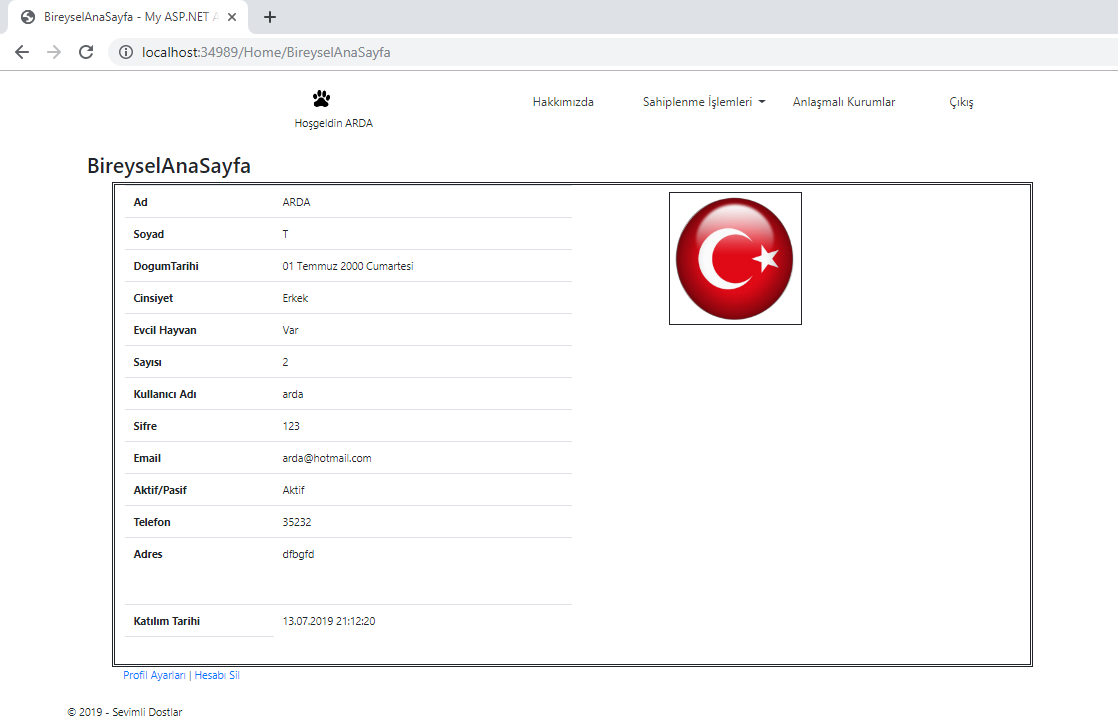 BireyselAnaSayfa - My ASP.NET A
localhost:34989/Home/BireyselAnaSayfa
Hoşgeldin ARDA
Hakkımızda
Sahiplenme İşlemleri
Anlaşmalı Kurumlar
Çıkış
BireyselAnaSayfa
Ad ARDA
Soyad T
DogumTarihi 01 Temmuz 2000 Cumartesi
Cinsiyet Erkek
Evcil Hayvan Var
Sayısı 2
Kullanıcı Adı arda
Sifre 123
Email arda@hotmail.com
Aktif/Pasif Aktif
Telefon 35232
Adres dfbgfd
Katılım Tarihi 13.07.2019 21:12:20
Profil Ayarları | Hesabı Sil
© 2019 - Sevimli Dostlar